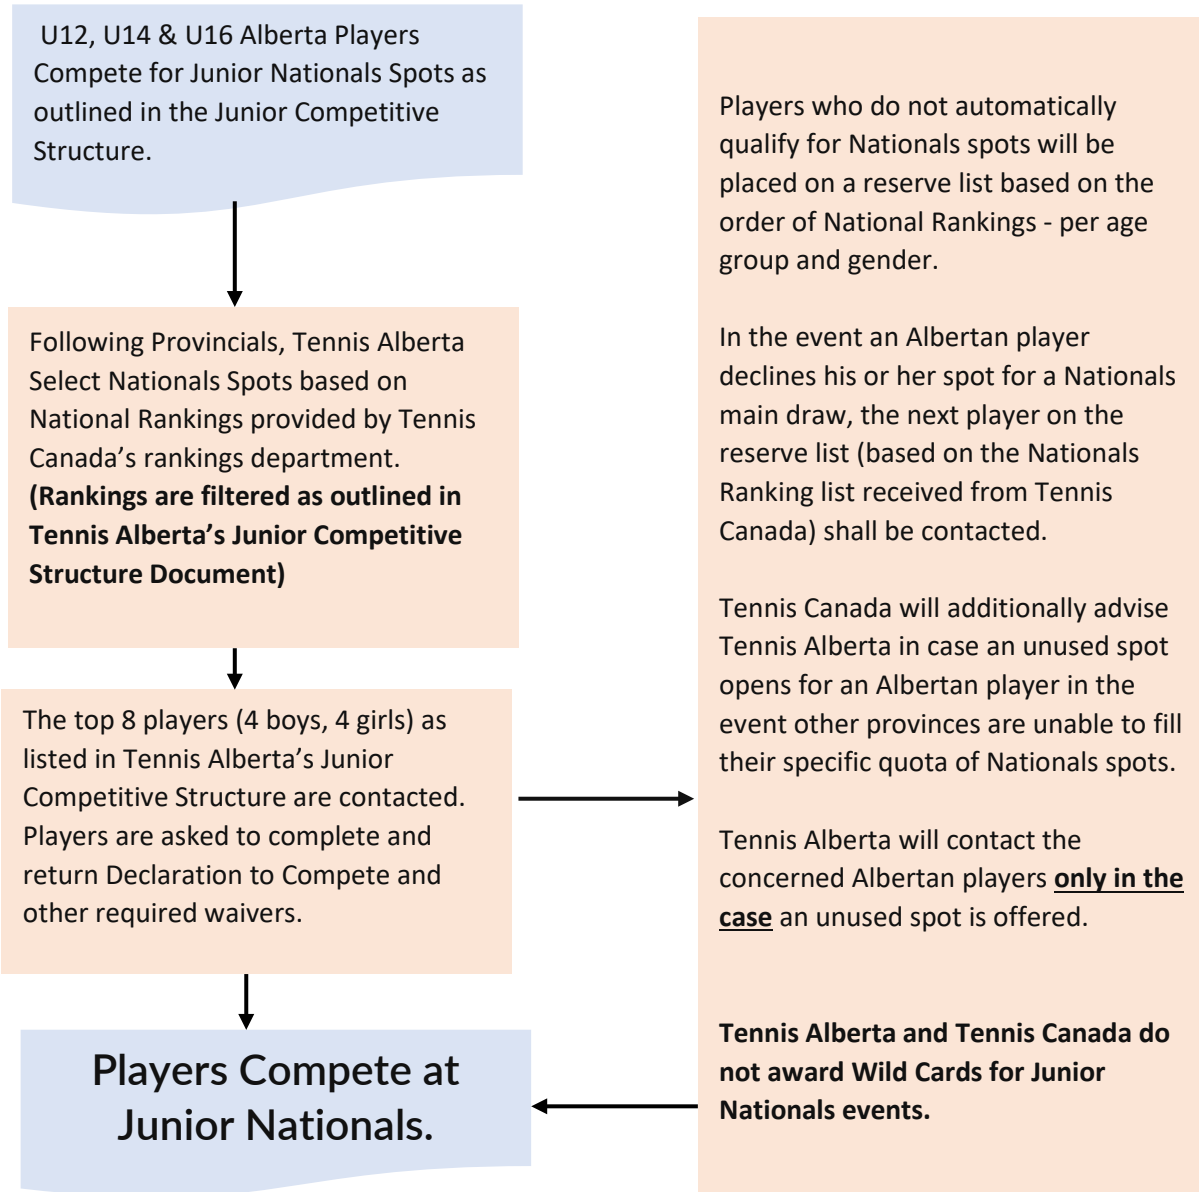 U12, U14 & U16 Alberta Players
Compete for Junior Nationals Spots as
outlined in the Junior Competitive
Structure.
Following Provincials, Tennis Alberta
Select Nationals Spots based on
National Rankings provided by Tennis
Canada’s rankings department.
(Rankings are filtered as outlined in
Tennis Alberta’s Junior Competitive
Structure Document)
The top 8 players (4 boys, 4 girls) as
listed in Tennis Alberta’s Junior
Competitive Structure are contacted.
Players are asked to complete and
return Declaration to Compete and
other required waivers.
Players who do not automatically
qualify for Nationals spots will be
placed on a reserve list based on the
order of National Rankings - per age
group and gender.
In the event an Albertan player
declines his or her spot for a Nationals
main draw, the next player on the
reserve list (based on the Nationals
Ranking list received from Tennis
Canada) shall be contacted.
Tennis Canada will additionally advise
Tennis Alberta in case an unused spot
opens for an Albertan player in the
event other provinces are unable to fill
their specific quota of Nationals spots.
Tennis Alberta will contact the
concerned Albertan players only in the
case an unused spot is offered.
Tennis Alberta and Tennis Canada do
not award Wild Cards for Junior
Nationals events.
Players Compete at
Junior Nationals.